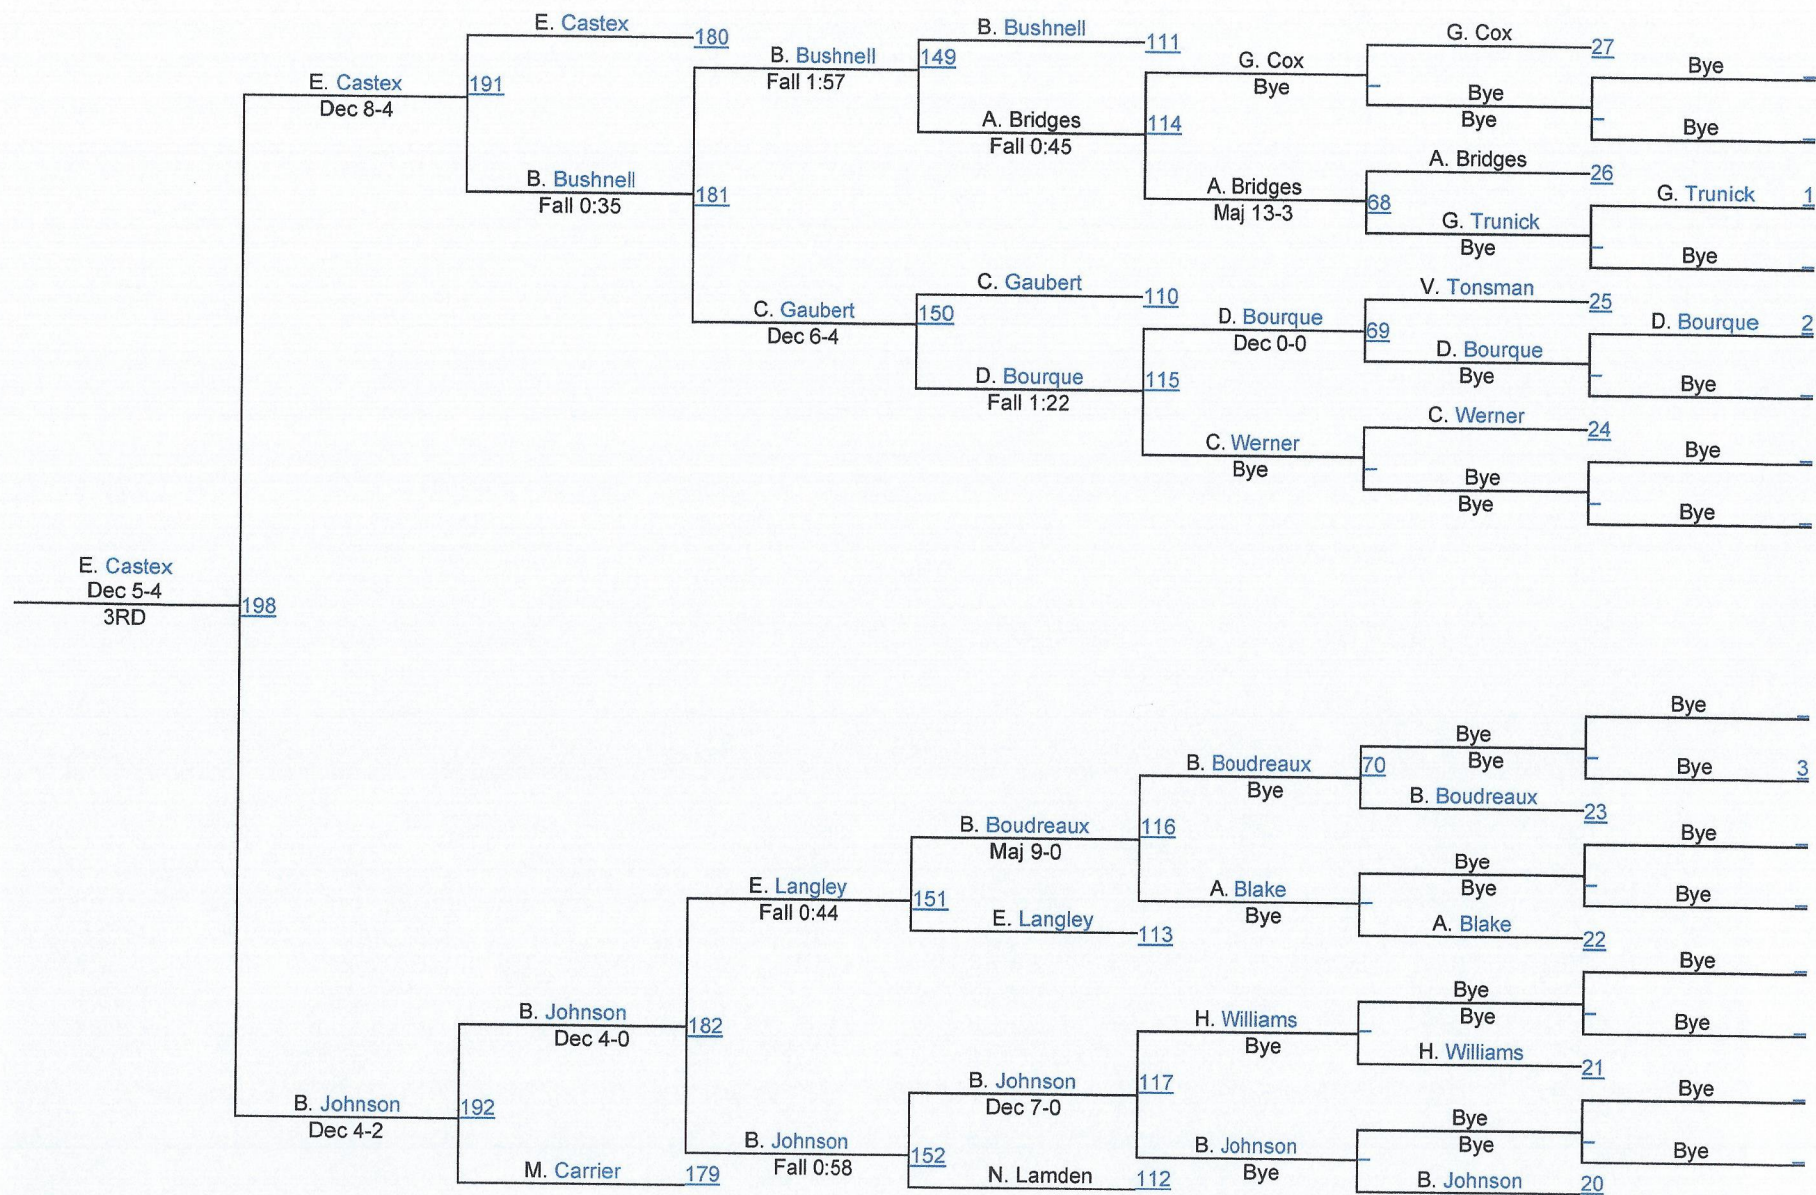 E. Castex
180
B. Bushnell
111
G. Cox
27
Bye
E. Castex
191
Dec 8-4
B. Bushnell
149
Fall 1:57
G. Cox
Bye
Bye
Bye
Bye
A. Bridges
114
Fall 0:45
A. Bridges
26
B. Bushnell
181
Fall 0:35
A. Bridges
68
Maj 13-3
G. Trunick
1
G. Trunick
Bye
Bye
C. Gaubert
110
V. Tonsman
25
C. Gaubert
150
Dec 6-4
D. Bourque
69
Dec 0-0
D. Bourque
2
D. Bourque
Bye
Bye
D. Bourque
115
Fall 1:22
C. Werner
24
C. Werner
Bye
Bye
Bye
Bye
Bye
E. Castex
Dec 5-4
198
3RD
Bye
Bye
Bye
B. Boudreaux
70
Bye
Bye
3
B. Boudreaux
23
B. Boudreaux
116
Maj 9-0
Bye
Bye
Bye
E. Langley
151
Fall 0:44
A. Blake
Bye
Bye
E. Langley
113
A. Blake
22
Bye
Bye
Bye
B. Johnson
182
Dec 4-0
H. Williams
Bye
Bye
H. Williams
21
B. Johnson
117
Dec 7-0
Bye
B. Johnson
192
Dec 4-2
Bye
Bye
B. Johnson
152
Fall 0:58
B. Johnson
Bye
Bye
M. Carrier
179
N. Lamden
112
B. Johnson
20